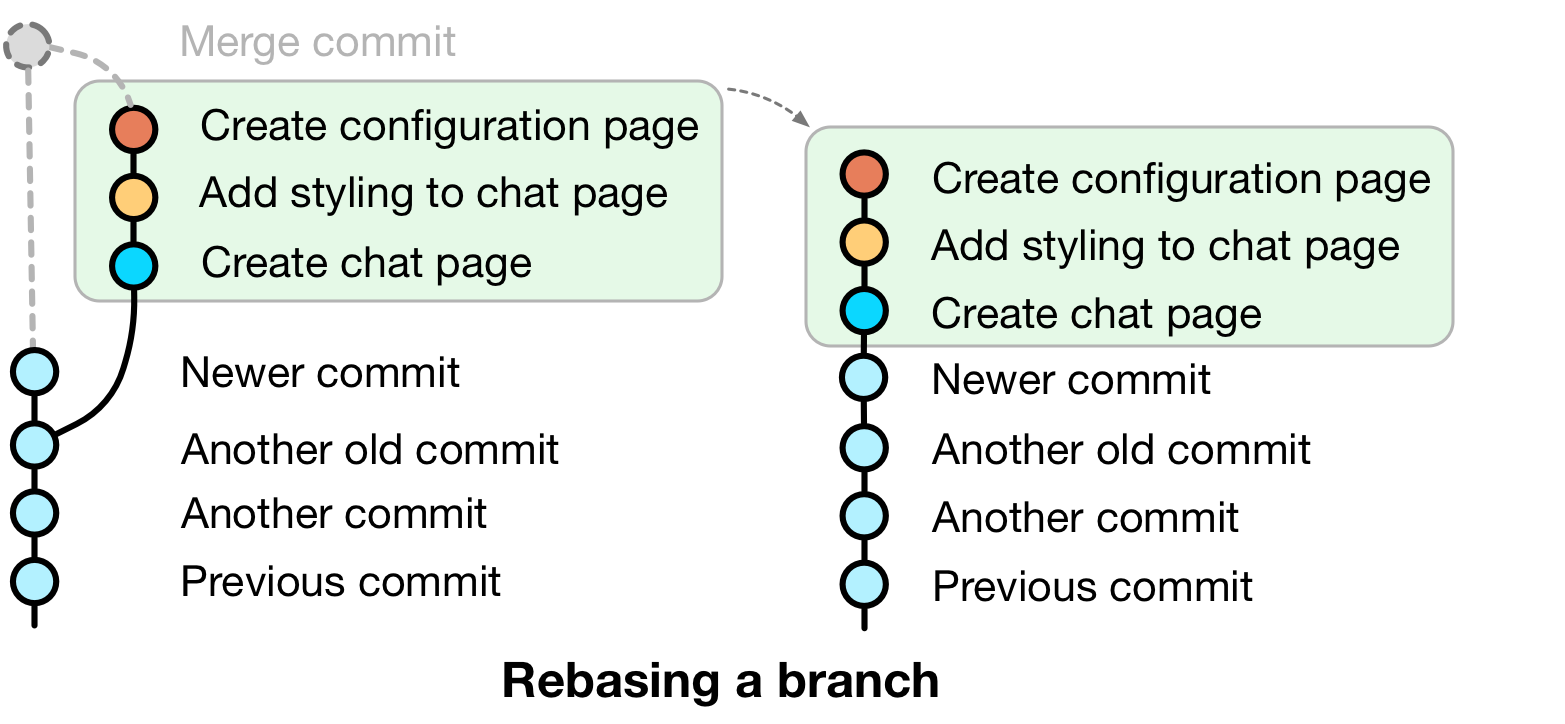 Merge commit
Create configuration page
Add styling to chat page
Create chat page
Newer commit
Another old commit
Another commit
Previous commit
Create configuration page
Add styling to chat page
Create chat page
Newer commit
Another old commit
Another commit
Previous commit
Rebasing a branch